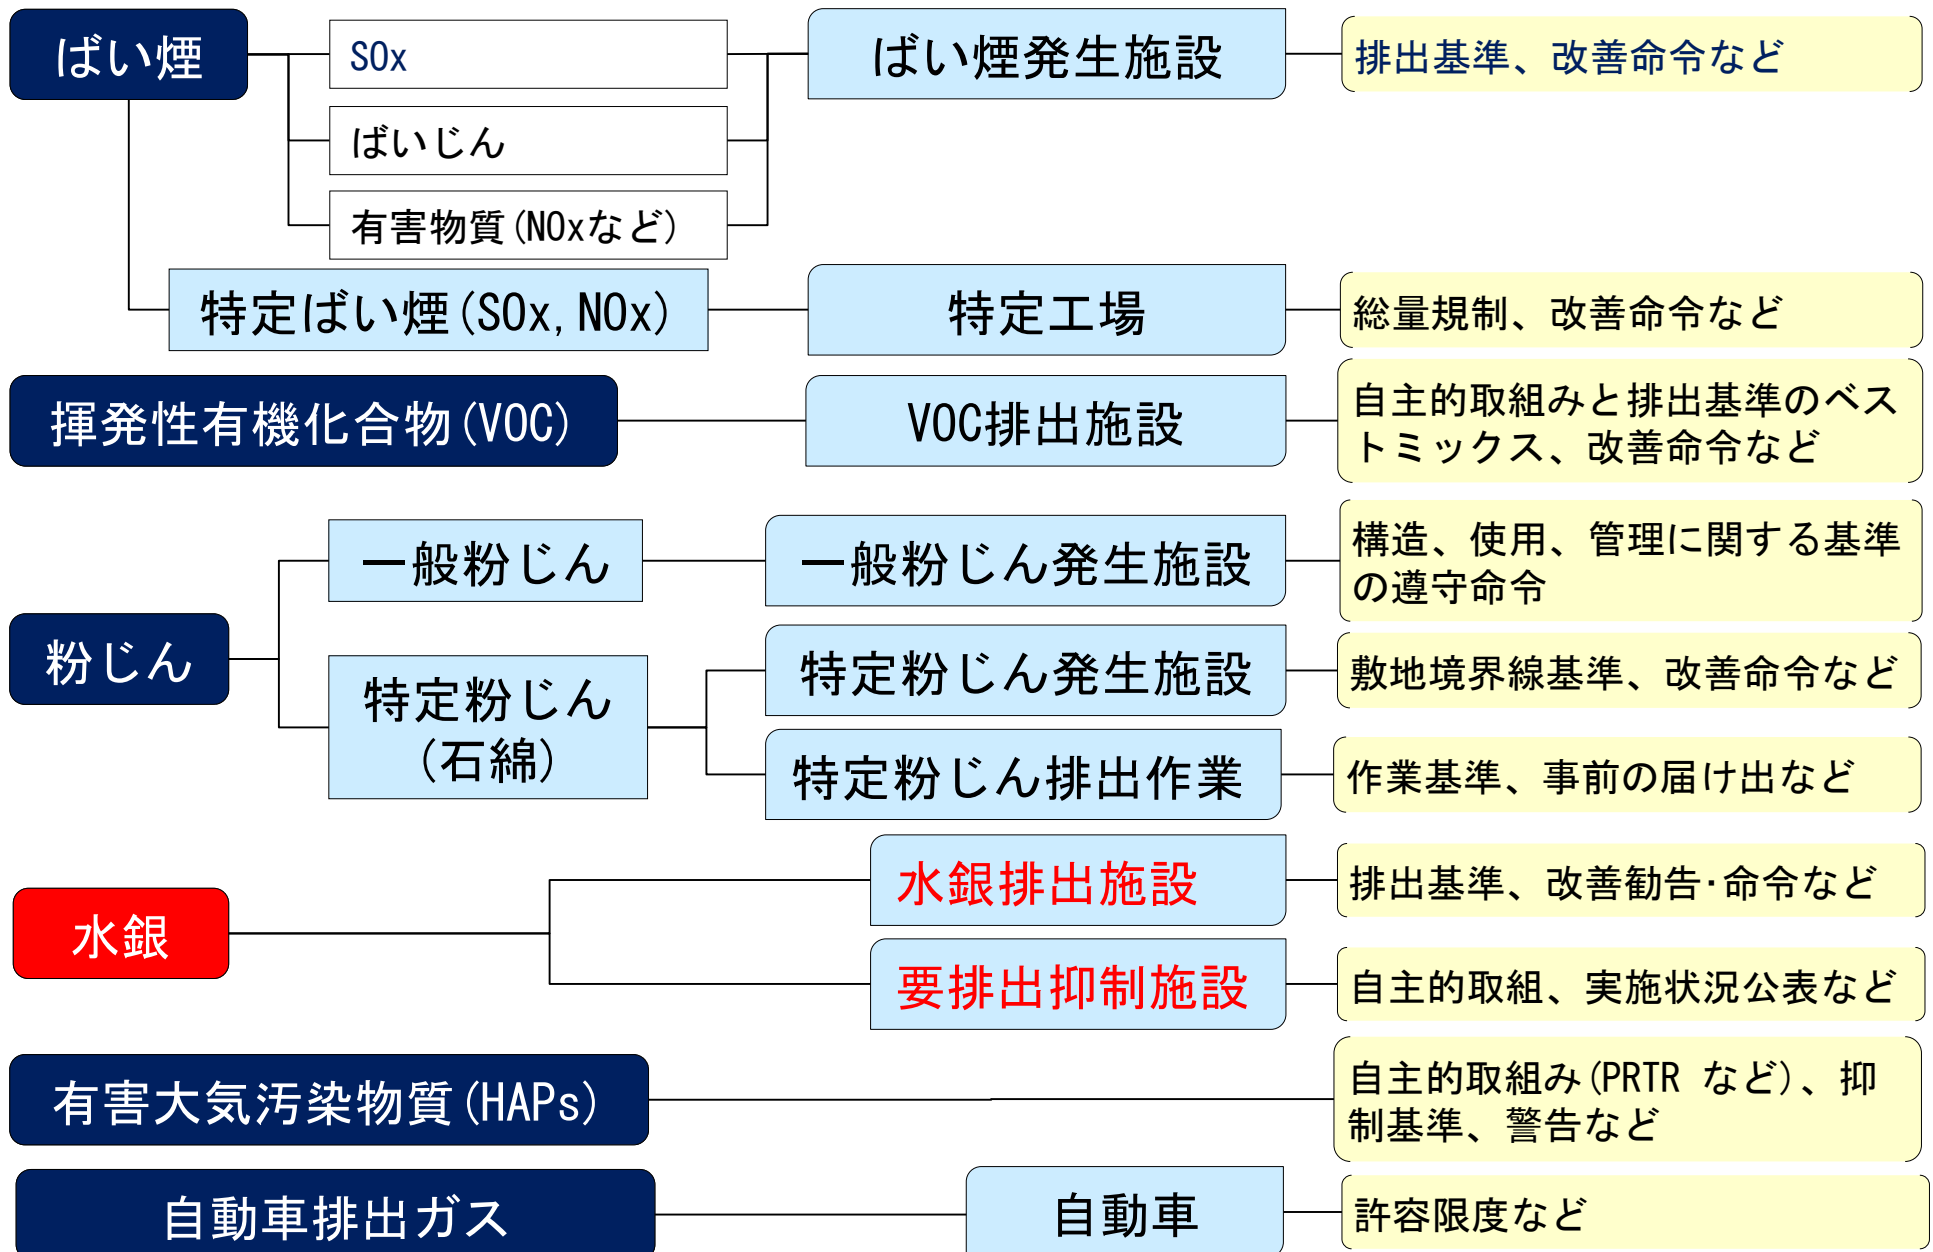 ばい煙
SOx
ばい煙発生施設
排出基準、改善命令など
ばいじん
有害物質(NOxなど)
特定ばい煙(SOx,NOx)
特定工場
総量規制、改善命令など
揮発性有機化合物(VOC)
VOC排出施設
自主的取組みと排出基準のベス
トミックス、改善命令など
粉じん
一般粉じん
一般粉じん発生施設
構造、使用、管理に関する基準
の遵守命令
特定粉じん
(石綿)
特定粉じん発生施設
敷地境界線基準、改善命令など
特定粉じん排出作業
作業基準、事前の届け出など
水銀
水銀排出施設
排出基準、改善勧告・命令など
要排出抑制施設
自主的取組、実施状況公表など
有害大気汚染物質(HAPs)
自主的取組み(PRTR など)、抑
制基準、警告など
自動車排出ガス
自動車
許容限度など